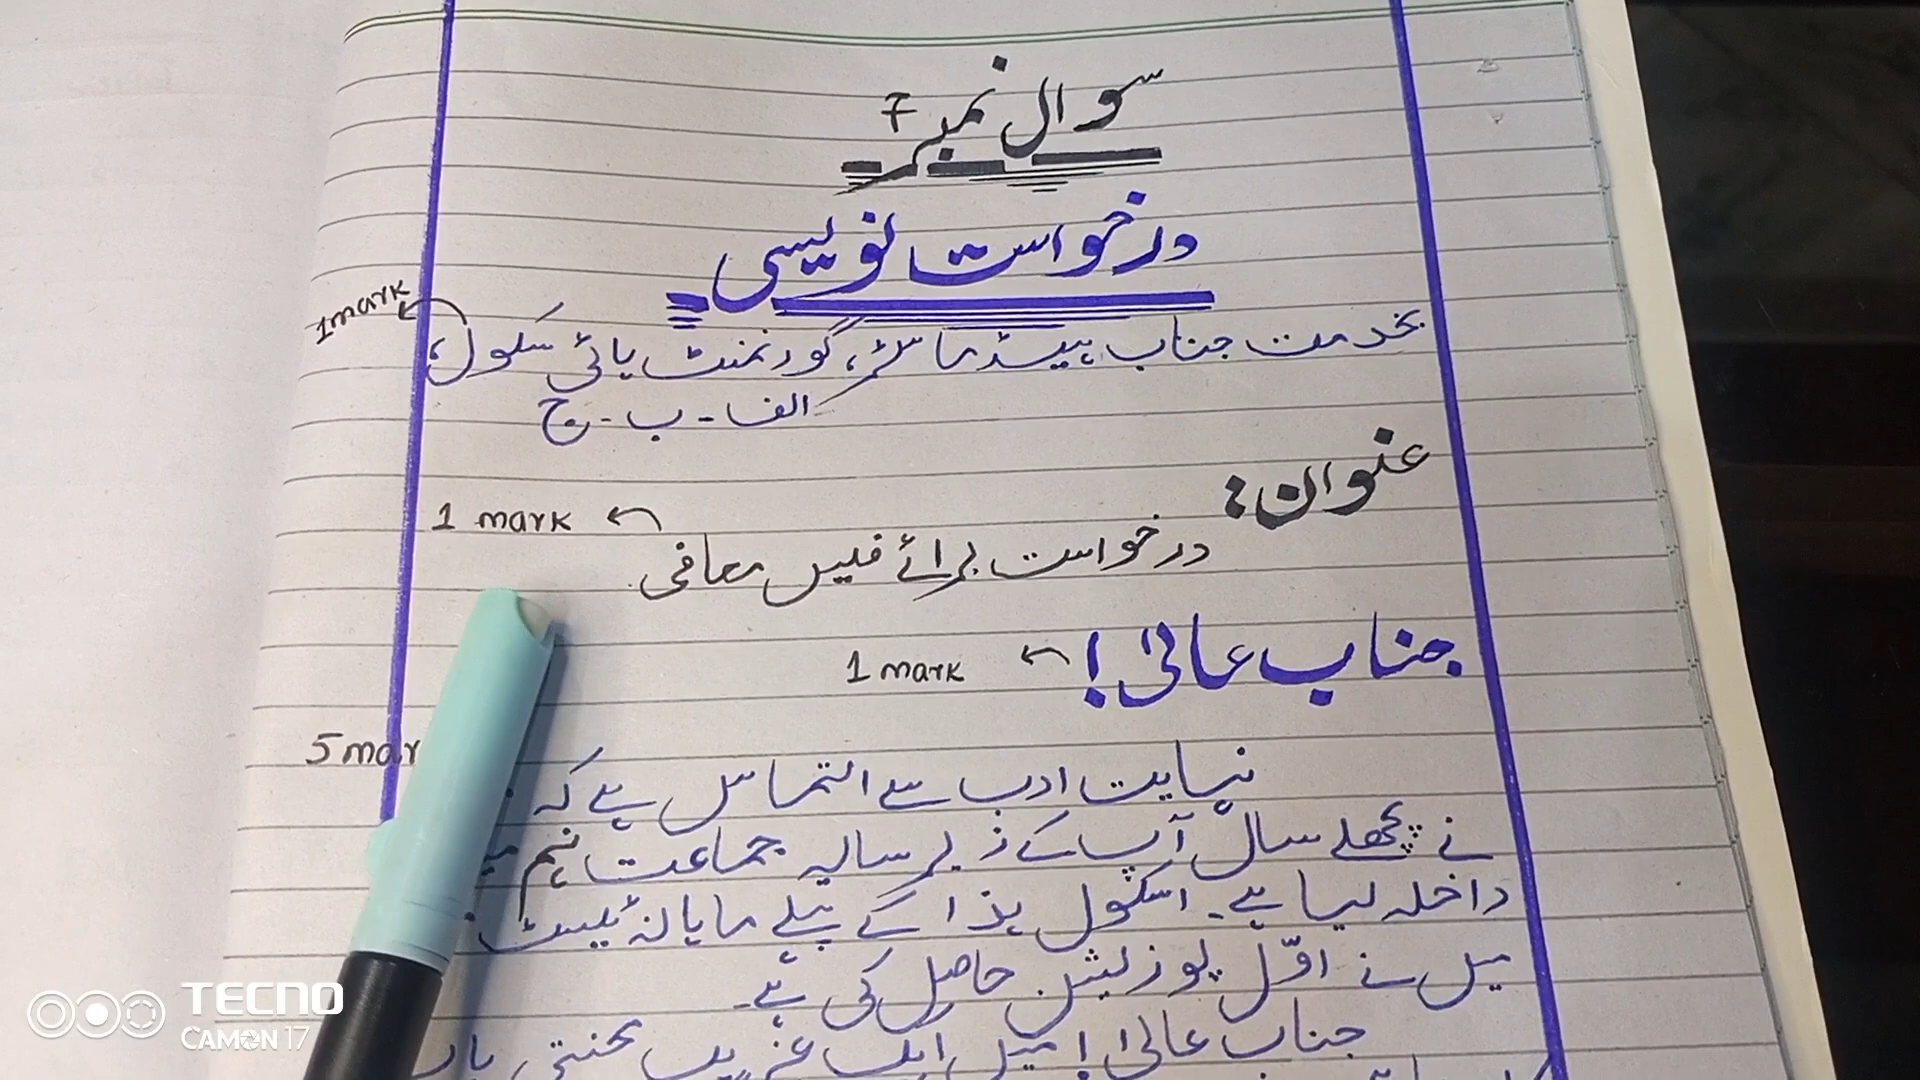 سوال نمبر 7
درخواست نویسی
1 mark
بخدمت جناب ہیڈ ماسٹر، گورنمنٹ ہائی سکول،
الف - ب - ج
عنوان:
1 mark
درخواست برائے فیس معافی
جناب عالیٰ!
1 mark
5 mar
نہایت ادب سے التماس ہے کہ
نے پچھلے سال آپ کے زیر سایہ جماعت نہم
داخلہ لیا ہے۔ اسکول ہذا کے پہلے ماہانہ ٹیسٹ
میں نے اوّل پوزیشن حاصل کی ہے۔
جناب عالیٰ! میں ایک غریب محنتی
TECNO
CAMON 17